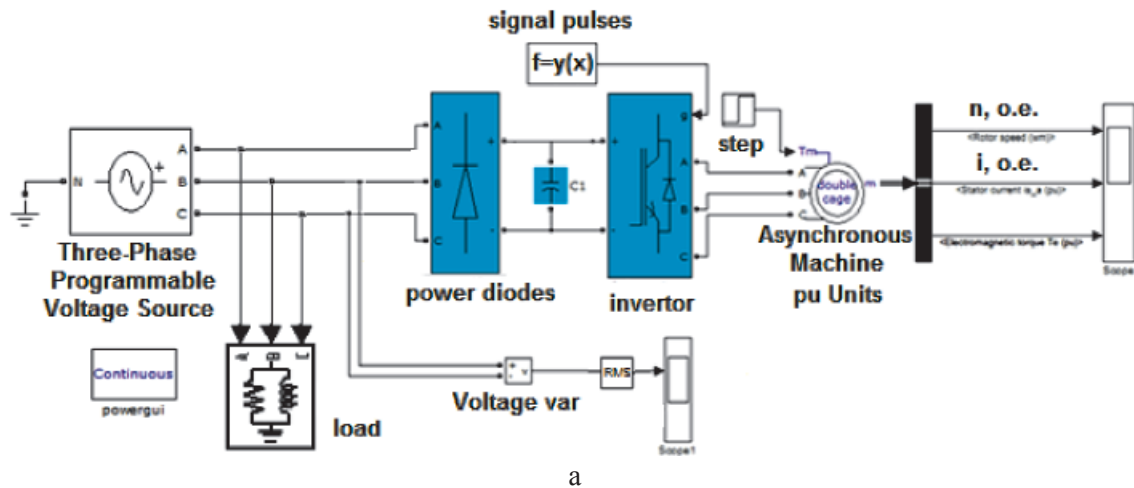 signal pulses
f=y(x)
n, o.e.
<Rotor speed (wm)>
i, o.e.
<Stator current is_a (pu)>
<Electromagnetic torque Te (pu)>
Scope
step
Tm
A
B
C
m
double
cage
Asynchronous
Machine
pu Units
g
+
-
A
B
C
invertor
C1
A
B
C
+
-
power diodes
N
+
A
B
C
Three-Phase
Programmable
Voltage Source
Continuous
powergui
A
B
C
load
+
-
v
Voltage var
RMS
Scope1
a